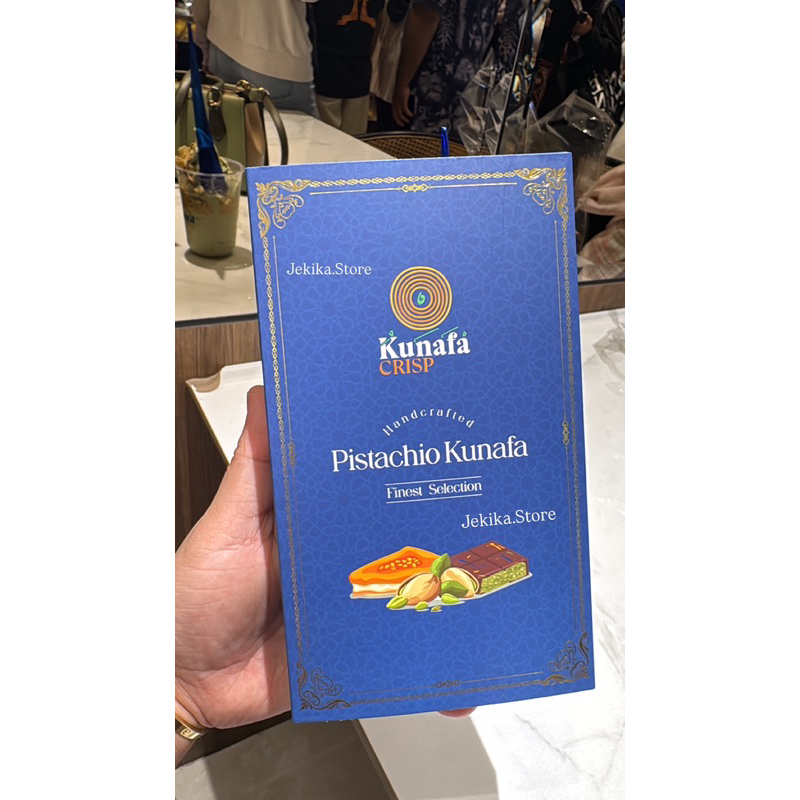 Jekika.Store
Kunafa
CRISP
Handcrafted
Pistachio Kunafa
Finest Selection
Jekika.Store